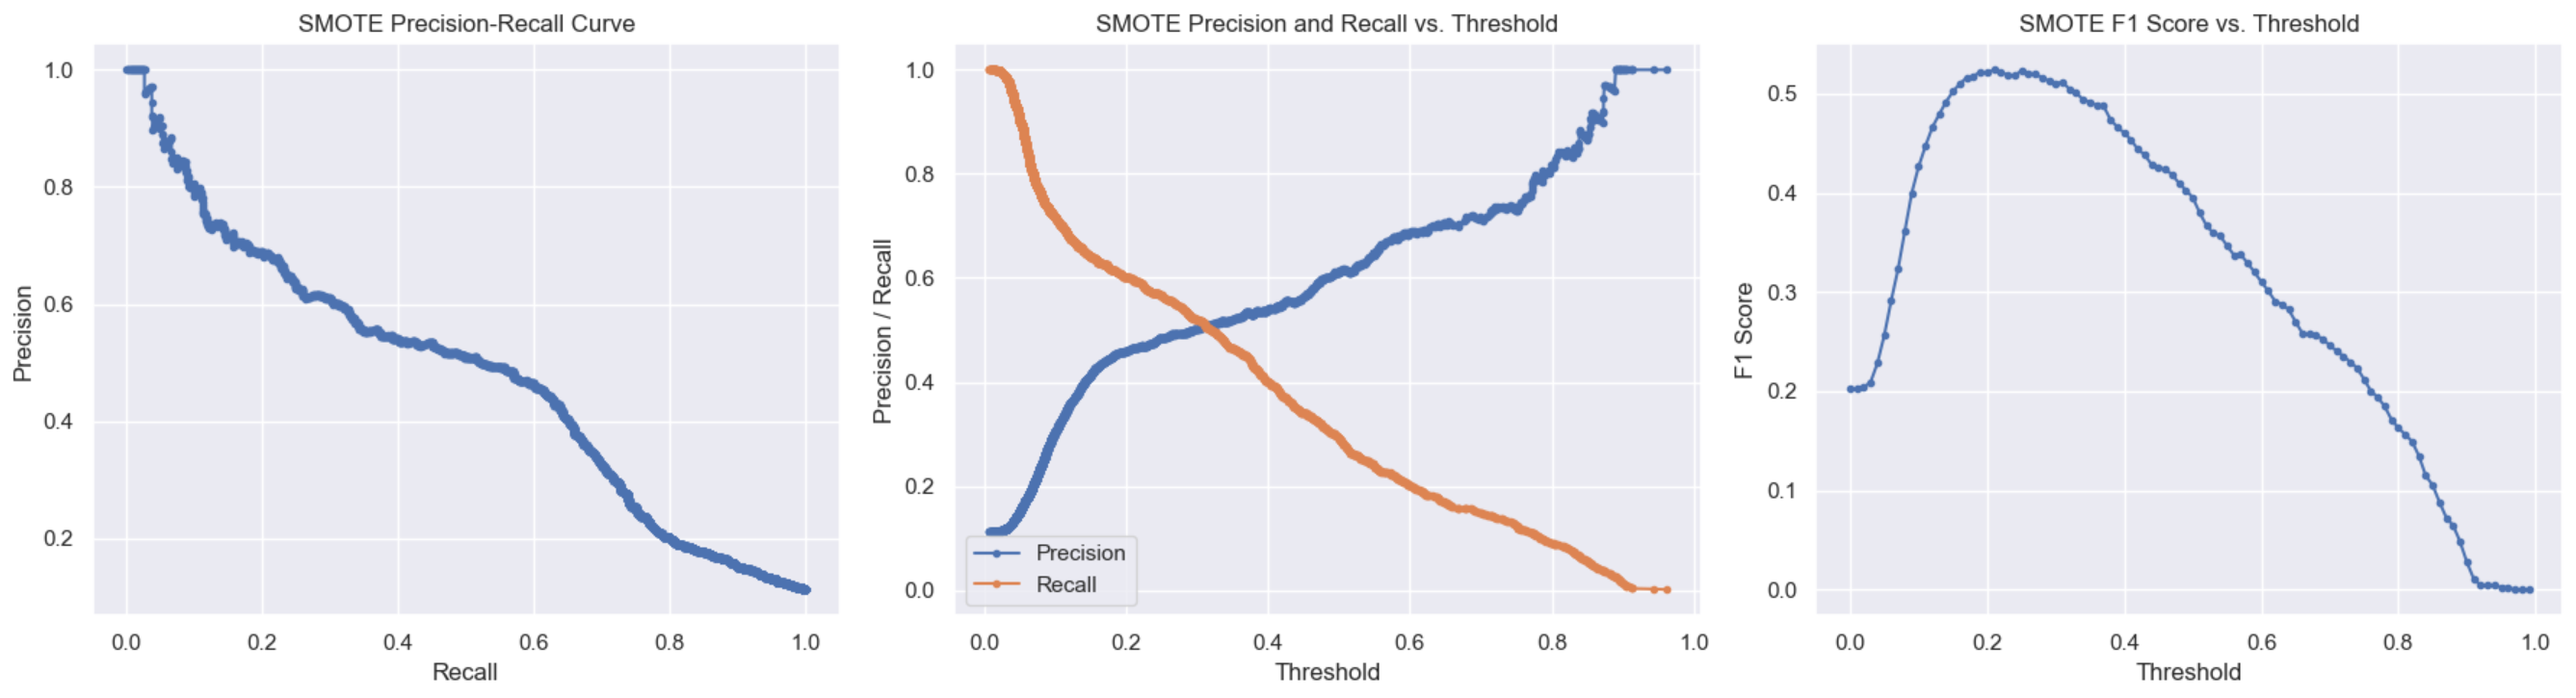 SMOTE Precision-Recall Curve
Precision
1.0
0.8
0.6
0.4
0.2
0.0 0.2 0.4 0.6 0.8 1.0
Recall
SMOTE Precision and Recall vs. Threshold
Precision / Recall
1.0
0.8
0.6
0.4
0.2
0.0
Precision
Recall
0.0 0.2 0.4 0.6 0.8 1.0
Threshold
SMOTE F1 Score vs. Threshold
F1 Score
0.5
0.4
0.3
0.2
0.1
0.0
0.0 0.2 0.4 0.6 0.8 1.0
Threshold